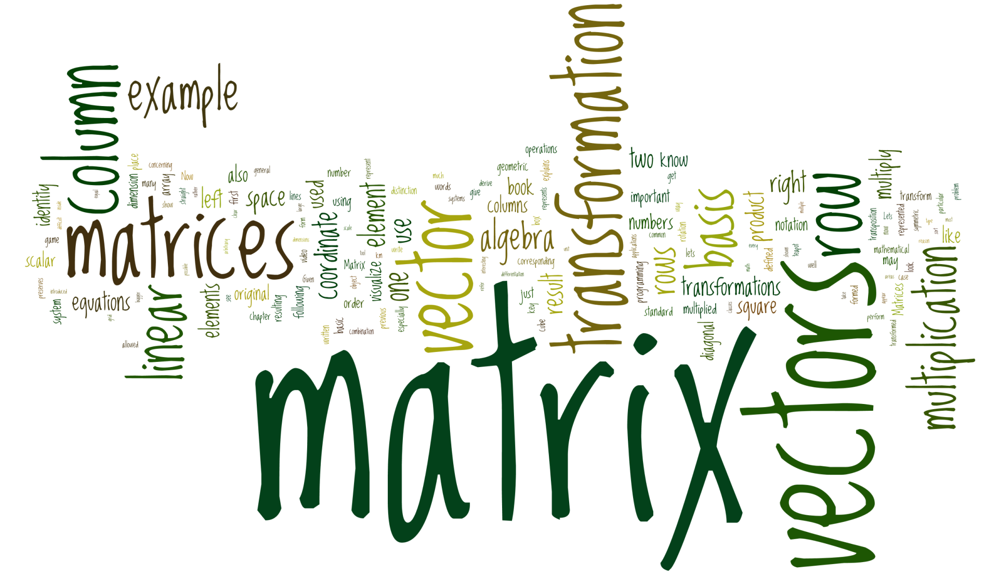 column
example
matrices
linear
matrix
vector
transformation
vectors
row
multiplication
basis
algebra
coordinate
element
one
use
used
space
also
general
left
first
Now
concerning
array
many
show
straight
rather
place
dimension
identity
equal
inside
difficult
game
scalar
preserves
introduced
system
equations
bigger
grid
allowed
elements
see
original
chapter
resulting
following
possible
arbitrary
clear
lines
large
form
dimensions
video
Given
number
using
scale
represent
tool
Matrix
km
object
visualize
order
basic
written
combination
previous
especially
write
distinction
much
words
systems
derive
give
geometric
operations
explains
book
columns
represents
box
unit
corresponding
interesting
differentiation
refer
just
key
result
cube
two
know
get
important
way
numbers
common
rotation
applications
programming
rows
lets
transformations
standard
multiplied
classes
square
diagonal
math
every
product
defined
right
notation
multiple
shown
teapot
well
multiply
transform
particular
problem
transposition
Lets
now
represented
symmetric
type
must
sort
reason
like
mathematical
may
look
areas
case
take
formed
appear
Matrices
perform
transformed